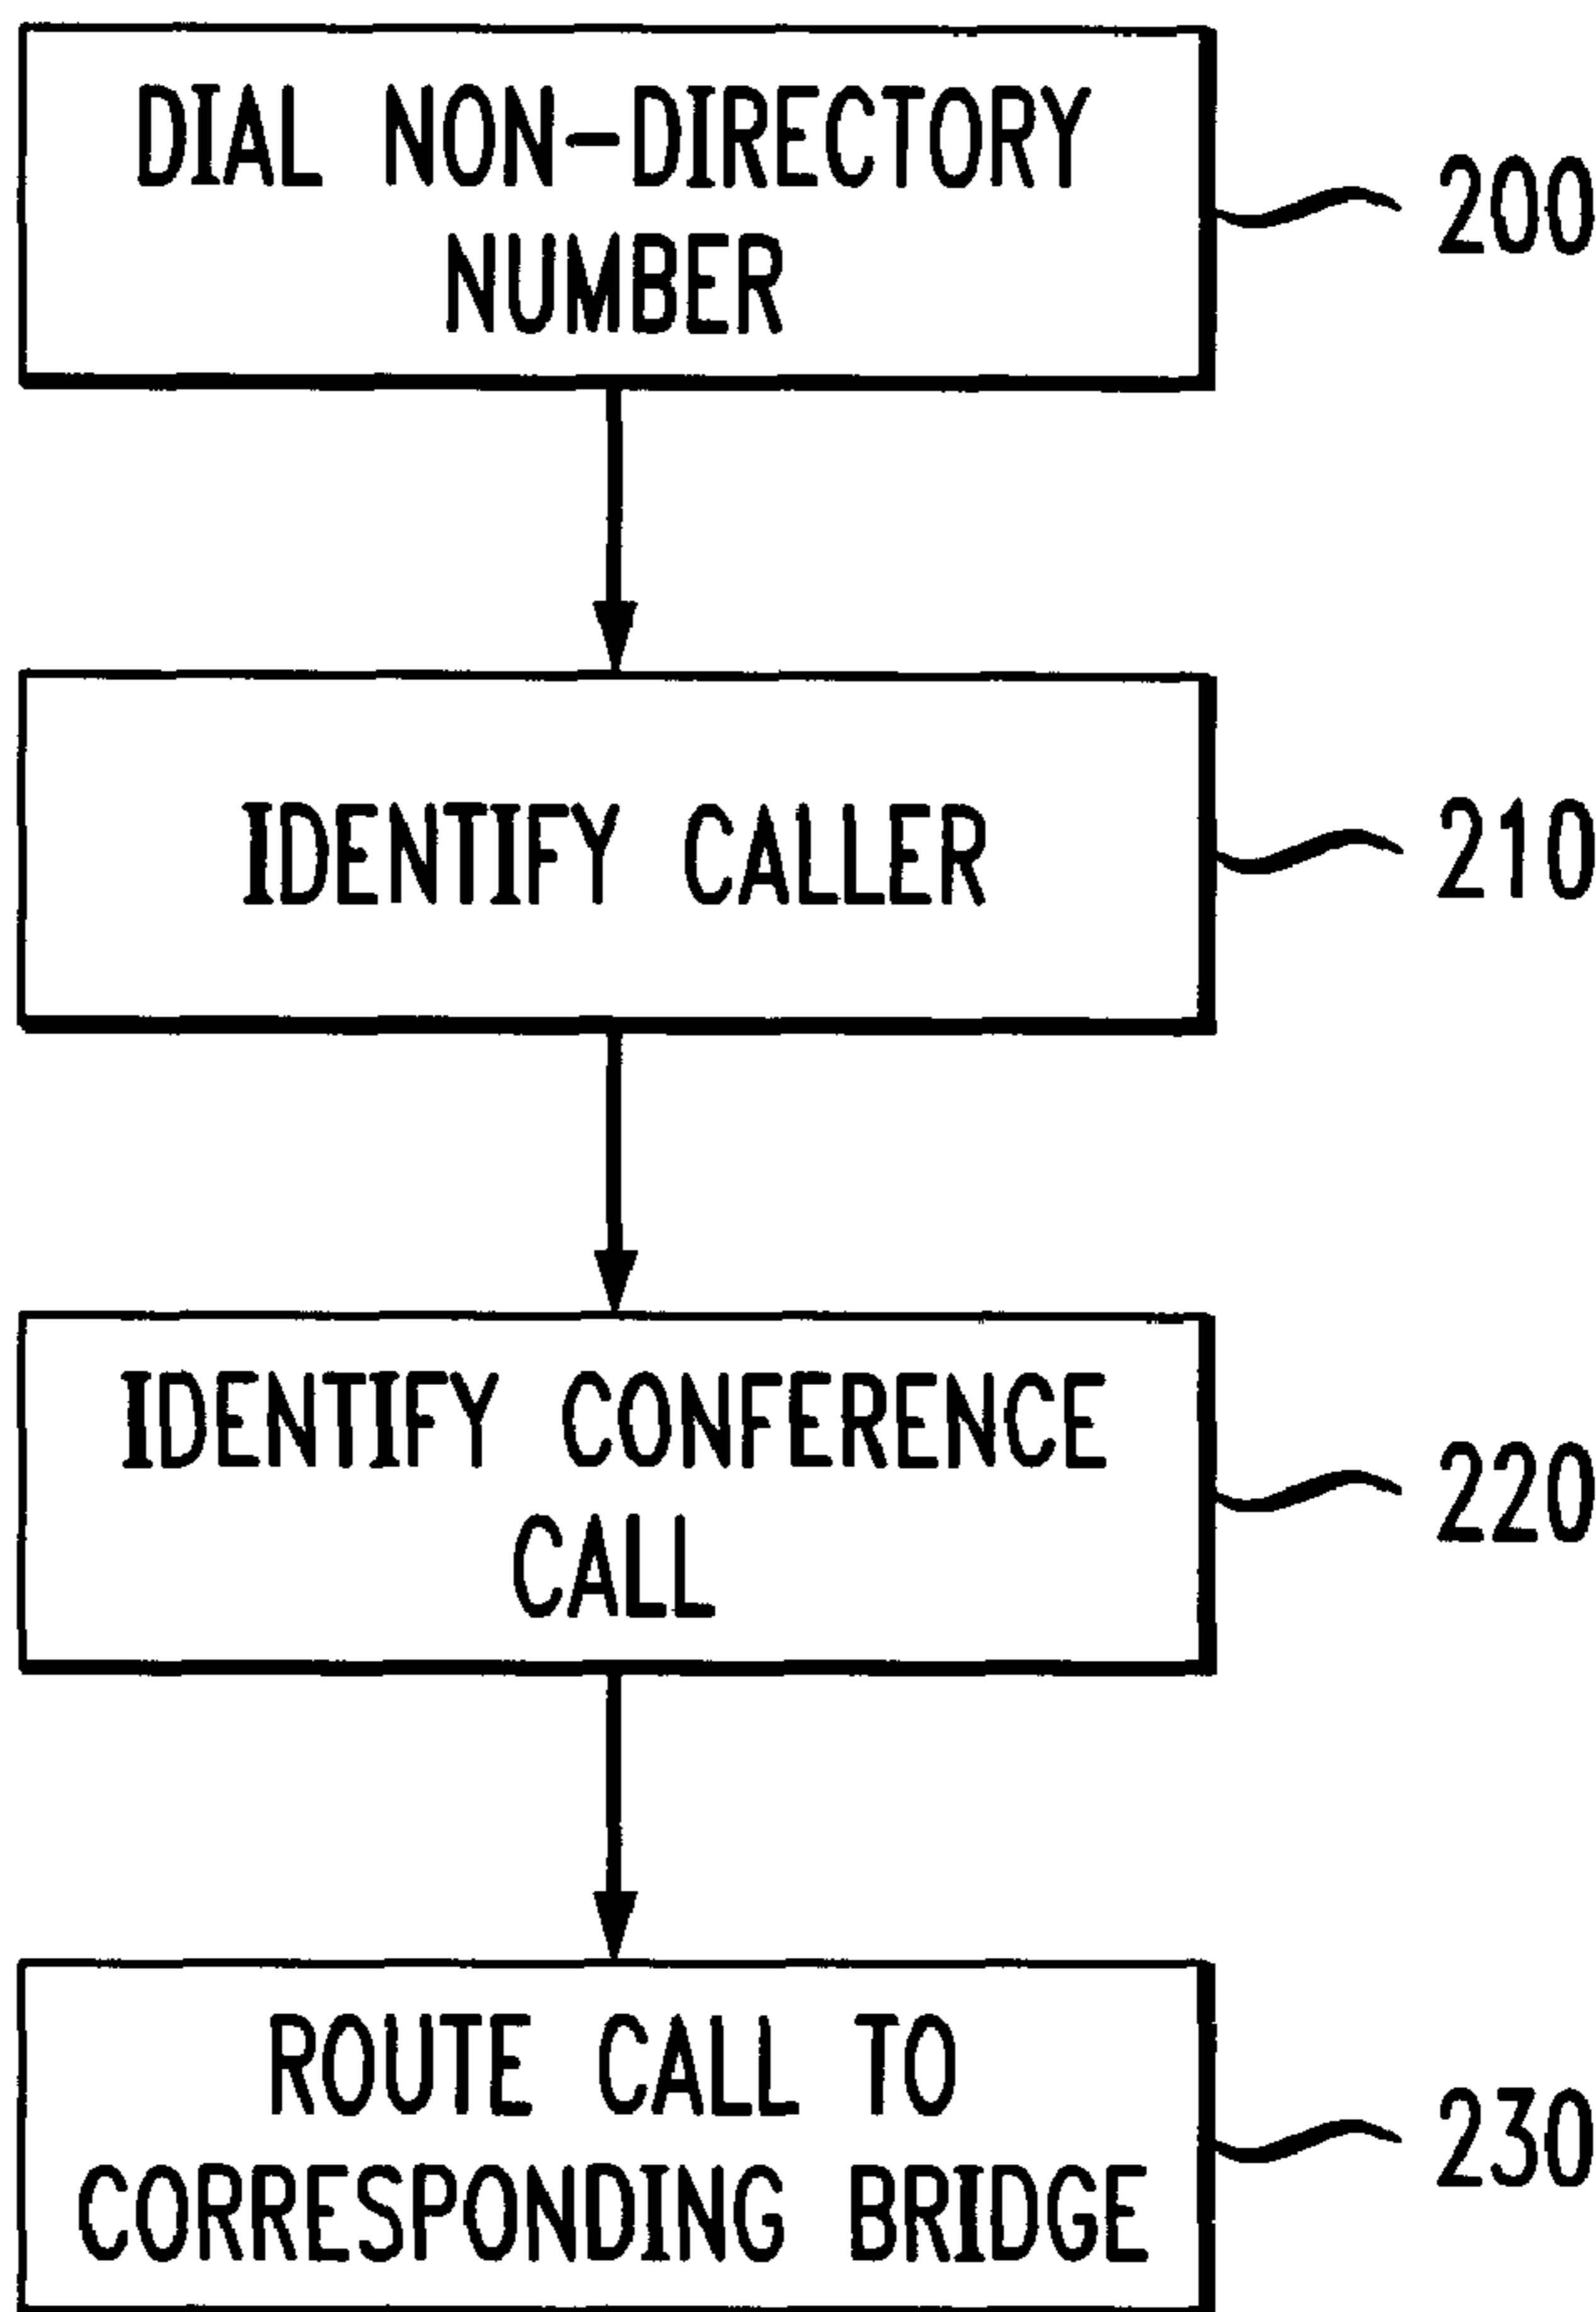 DIAL NON-DIRECTORY
NUMBER
200
IDENTIFY CALLER
210
IDENTIFY CONFERENCE
CALL
220
ROUTE CALL TO
CORRESPONDING BRIDGE
230